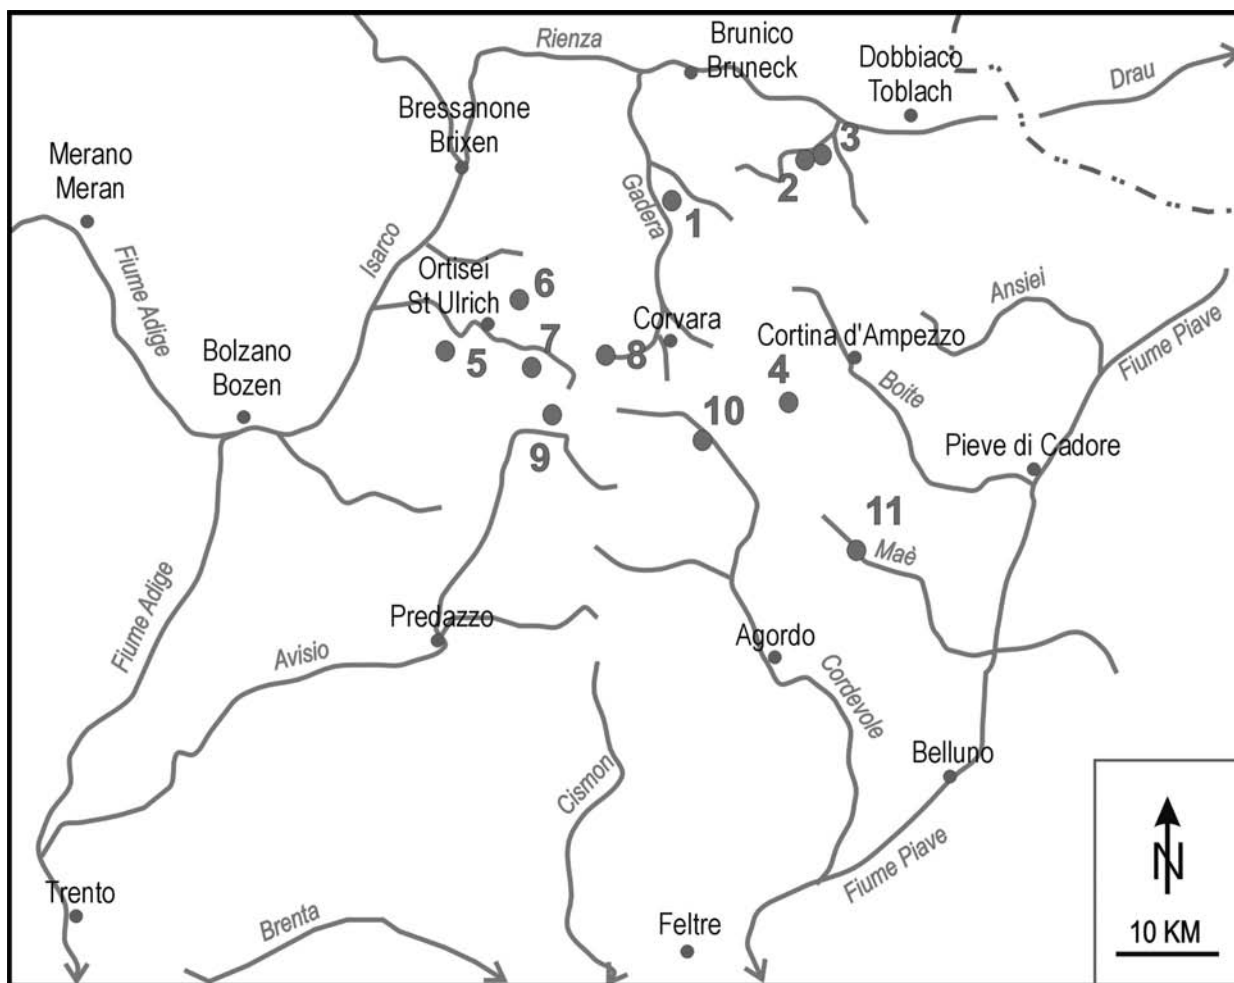 Rienza
Brunico
Bruneck
Dobbiaco
Toblach
Drau
Bressanone
Brixen
Merano
Meran
3
2
1
Gadera
Fiume Adige
Isarco
Ortisei
St Ulrich
6
7
5
8
Corvara
Cortina d'Ampezzo
Ansiei
Fiume Piave
Bolzano
Bozen
4
Boite
10
9
Pieve di Cadore
11
Maè
Fiume Adige
Predazzo
Avisio
Agordo
Cordevole
Cismon
Belluno
Fiume Piave
Trento
Brenta
Feltre
N
10 KM